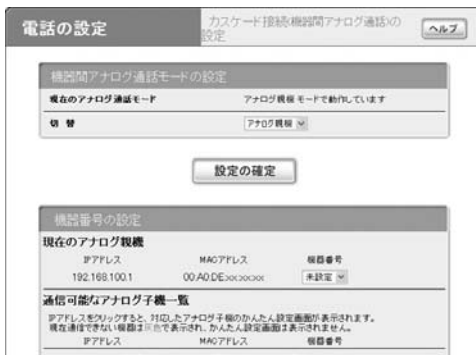 電話の設定
カスケード接続(機器間アナログ通話)の
設定
ヘルプ
機器間アナログ通話モードの設定
現在のアナログ通話モード アナログ親機 モードで動作しています
切 替 アナログ親機
設定の確定
機器番号の設定
現在のアナログ親機
IPアドレス MACアドレス 機器番号
192.168.100.1 00:A0:DE:xx:xx:xx 未設定
通信可能なアナログ子機一覧
IPアドレスをクリックすると、対応したアナログ子機のかんたん設定画面が表示されます。
現在通信できない機器は灰色で表示され、かんたん設定画面は表示されません。
IPアドレス MACアドレス 機器番号